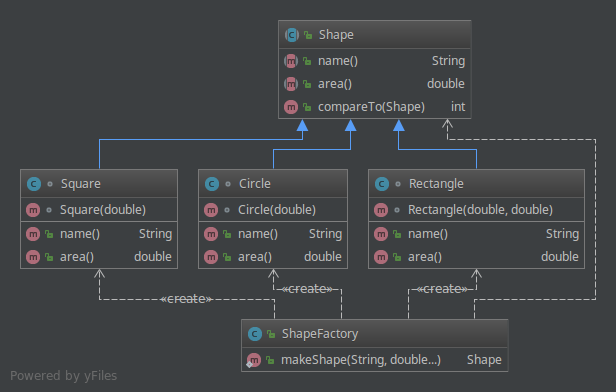 Shape
name() String
area() double
compareTo(Shape) int
Square
Square(double)
name() String
area() double
Circle
Circle(double)
name() String
area() double
Rectangle
Rectangle(double, double)
name() String
area() double
«create»
«create»
«create»
ShapeFactory
makeShape(String, double...) Shape
Powered by yFiles